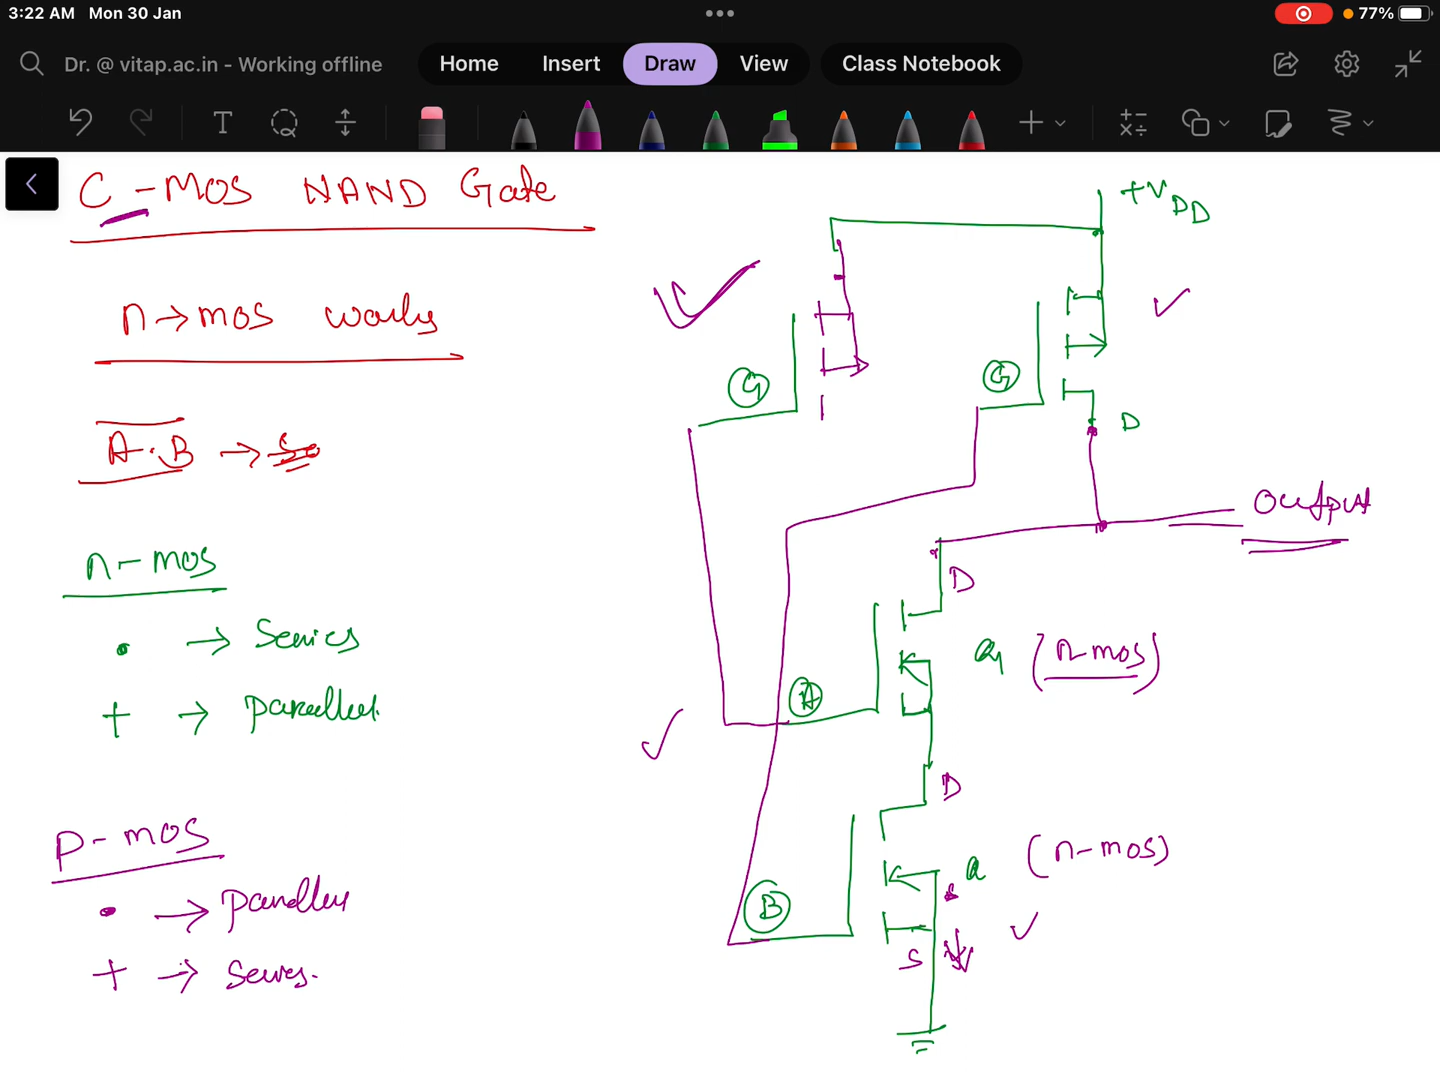 3:22 AM Mon 30 Jan
77%
Dr. @ vitap.ac.in - Working offline
Home Insert Draw View Class Notebook
C-MOS NAND Gate
n→mos works
A·B →
n-mos
• → Series
+ → parallel.
P-mos
• → parallel
+ → Series.
+VDD
G
G
D
output
D
A
Q1 (n-mos)
D
B
Q (n-mos)
S
S